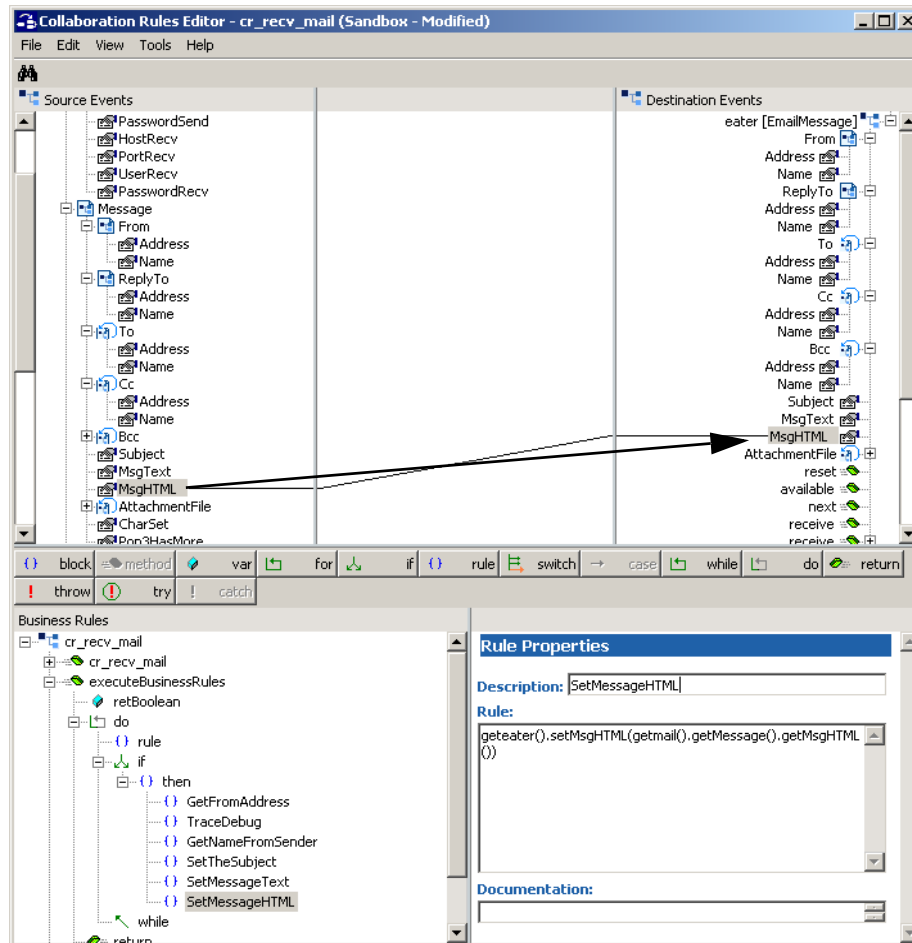 Collaboration Rules Editor - cr_recv_mail (Sandbox - Modified)
File Edit View Tools Help
Source Events
PasswordSend
HostRecv
PortRecv
UserRecv
PasswordRecv
Message
From
Address
Name
ReplyTo
Address
Name
To
Address
Name
Cc
Address
Name
Bcc
Subject
MsgText
MsgHTML
AttachmentFile
CharSet
Pop3HasMore
Destination Events
eater [EmailMessage]
From
Address
Name
ReplyTo
Address
Name
To
Address
Name
Cc
Address
Name
Bcc
Address
Name
Subject
MsgText
MsgHTML
AttachmentFile
reset
available
next
receive
receive
block method var for if rule switch case while do return
throw try catch
Business Rules
cr_recv_mail
cr_recv_mail
executeBusinessRules
retBoolean
do
rule
if
then
GetFromAddress
TraceDebug
GetNameFromSender
SetTheSubject
SetMessageText
SetMessageHTML
while
return
Rule Properties
Description: SetMessageHTML
Rule:
geteater().setMsgHTML(getmail().getMessage().getMsgHTML
())
Documentation: